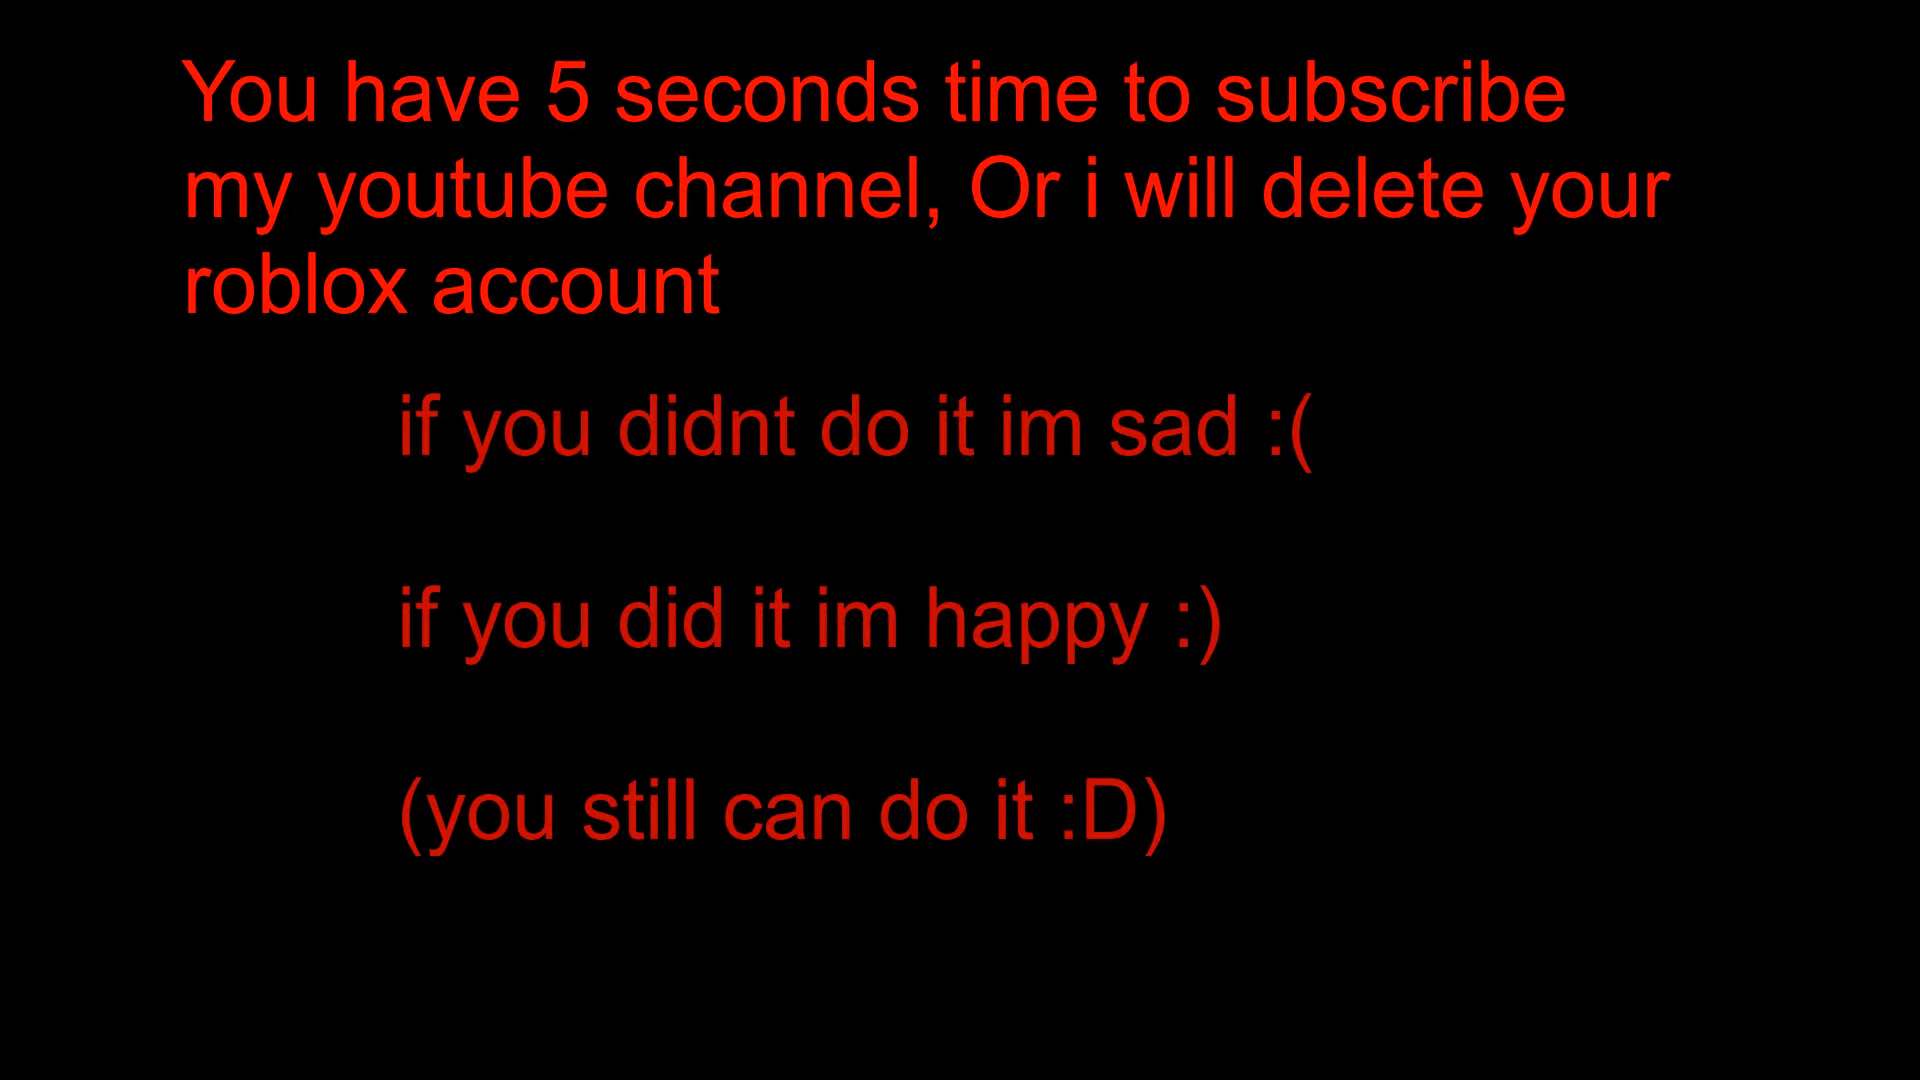 You have 5 seconds time to subscribe
my youtube channel, Or i will delete your
roblox account
if you didnt do it im sad :(
if you did it im happy :)
(you still can do it :D)